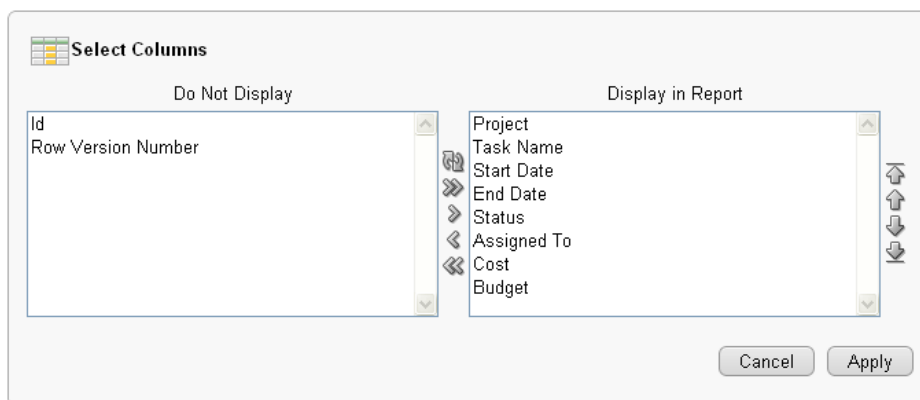 Select Columns
Do Not Display
Display in Report
Id
Row Version Number
Project
Task Name
Start Date
End Date
Status
Assigned To
Cost
Budget
Cancel
Apply